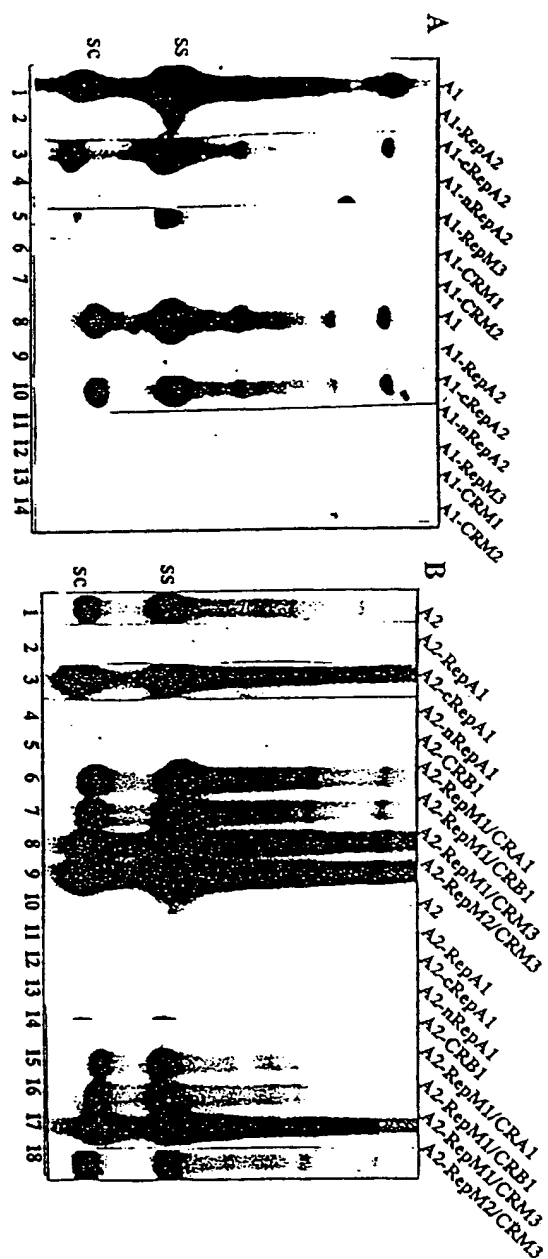 A
A1
A1-RepA2
A1-cRepA2
A1-nRepA2
A1-RepM3
A1-CRM1
A1-CRM2
A1
A1-RepA2
A1-cRepA2
A1-nRepA2
A1-RepM3
A1-CRM1
A1-CRM2
ss
sc
1 2 3 4 5 6 7 8 9 10 11 12 13 14
B
A2
A2-RepA1
A2-cRepA1
A2-nRepA1
A2-CRB1
A2-RepM1/CRA1
A2-RepM1/CRB1
A2-RepM1/CRM3
A2-RepM2/CRM3
A2
A2-RepA1
A2-cRepA1
A2-nRepA1
A2-CRB1
A2-RepM1/CRA1
A2-RepM1/CRB1
A2-RepM1/CRM3
A2-RepM2/CRM3
ss
sc
1 2 3 4 5 6 7 8 9 10 11 12 13 14 15 16 17 18